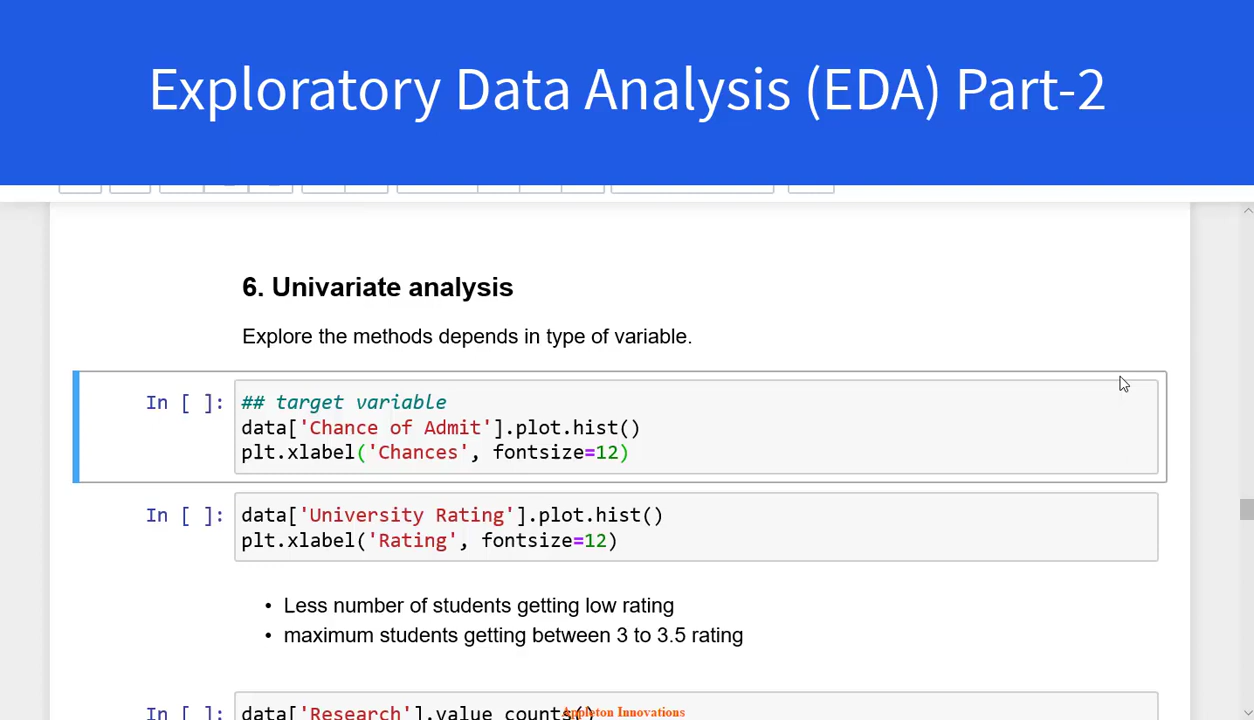 Exploratory Data Analysis (EDA) Part-2
6. Univariate analysis
Explore the methods depends in type of variable.
In [ ]: ## target variable
data['Chance of Admit'].plot.hist()
plt.xlabel('Chances', fontsize=12)
In [ ]: data['University Rating'].plot.hist()
plt.xlabel('Rating', fontsize=12)
• Less number of students getting low rating
• maximum students getting between 3 to 3.5 rating
In [ ]: data['Research'].value_counts()
Appleton Innovations